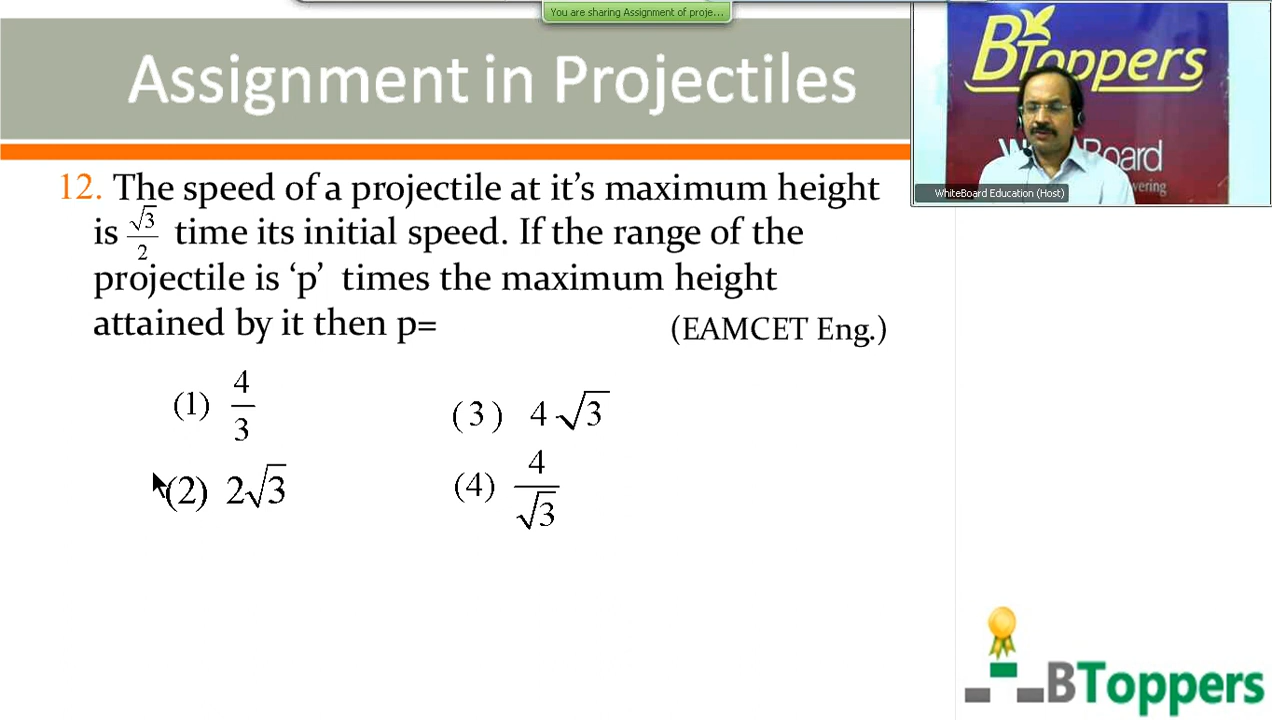 You are sharing Assignment of proje...
Assignment in Projectiles
BToppers
WhiteBoard Education (Host)
12. The speed of a projectile at it's maximum height
is √3/2 time its initial speed. If the range of the
projectile is ‘p’ times the maximum height
attained by it then p=
(EAMCET Eng.)
(1) 4/3
(3) 4√3
(2) 2√3
(4) 4/√3
BToppers